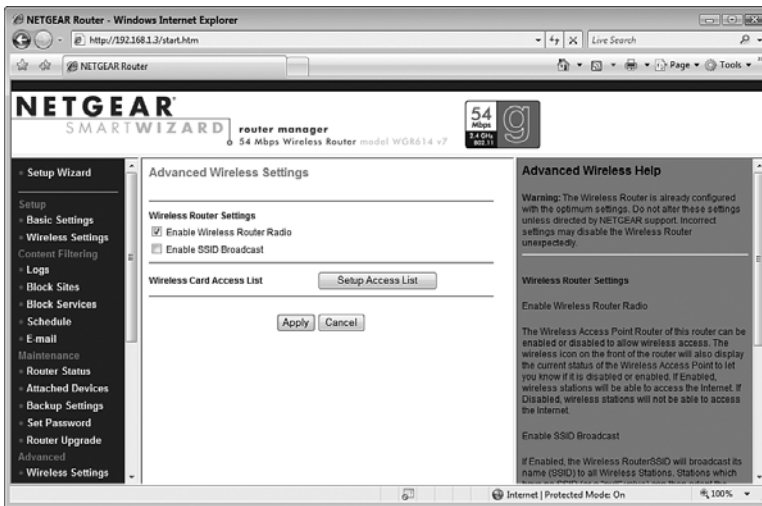 NETGEAR Router - Windows Internet Explorer
http://192.168.1.3/start.htm
Live Search
NETGEAR Router
Page
Tools
NETGEAR
SMARTWIZARD router manager
54 Mbps Wireless Router model WGR614 v7
54
Mbps
2.4 GHz
802.11
g
Setup Wizard
Setup
Basic Settings
Wireless Settings
Content Filtering
Logs
Block Sites
Block Services
Schedule
E-mail
Maintenance
Router Status
Attached Devices
Backup Settings
Set Password
Router Upgrade
Advanced
Wireless Settings
Advanced Wireless Settings
Wireless Router Settings
Enable Wireless Router Radio
Enable SSID Broadcast
Wireless Card Access List
Setup Access List
Apply
Cancel
Advanced Wireless Help
Warning: The Wireless Router is already configured
with the optimum settings. Do not alter these settings
unless directed by NETGEAR support. Incorrect
settings may disable the Wireless Router
unexpectedly.
Wireless Router Settings
Enable Wireless Router Radio
The Wireless Access Point Router of this router can be
enabled or disabled to allow wireless access. The
wireless icon on the front of the router will also display
the current status of the Wireless Access Point to let
you know if it is disabled or enabled. If Enabled,
wireless stations will be able to access the Internet. If
Disabled, wireless stations will not be able to access
the Internet.
Enable SSID Broadcast
If Enabled, the Wireless RouterSSID will broadcast its
name (SSID) to all Wireless Stations. Stations which
Internet | Protected Mode: On
100%